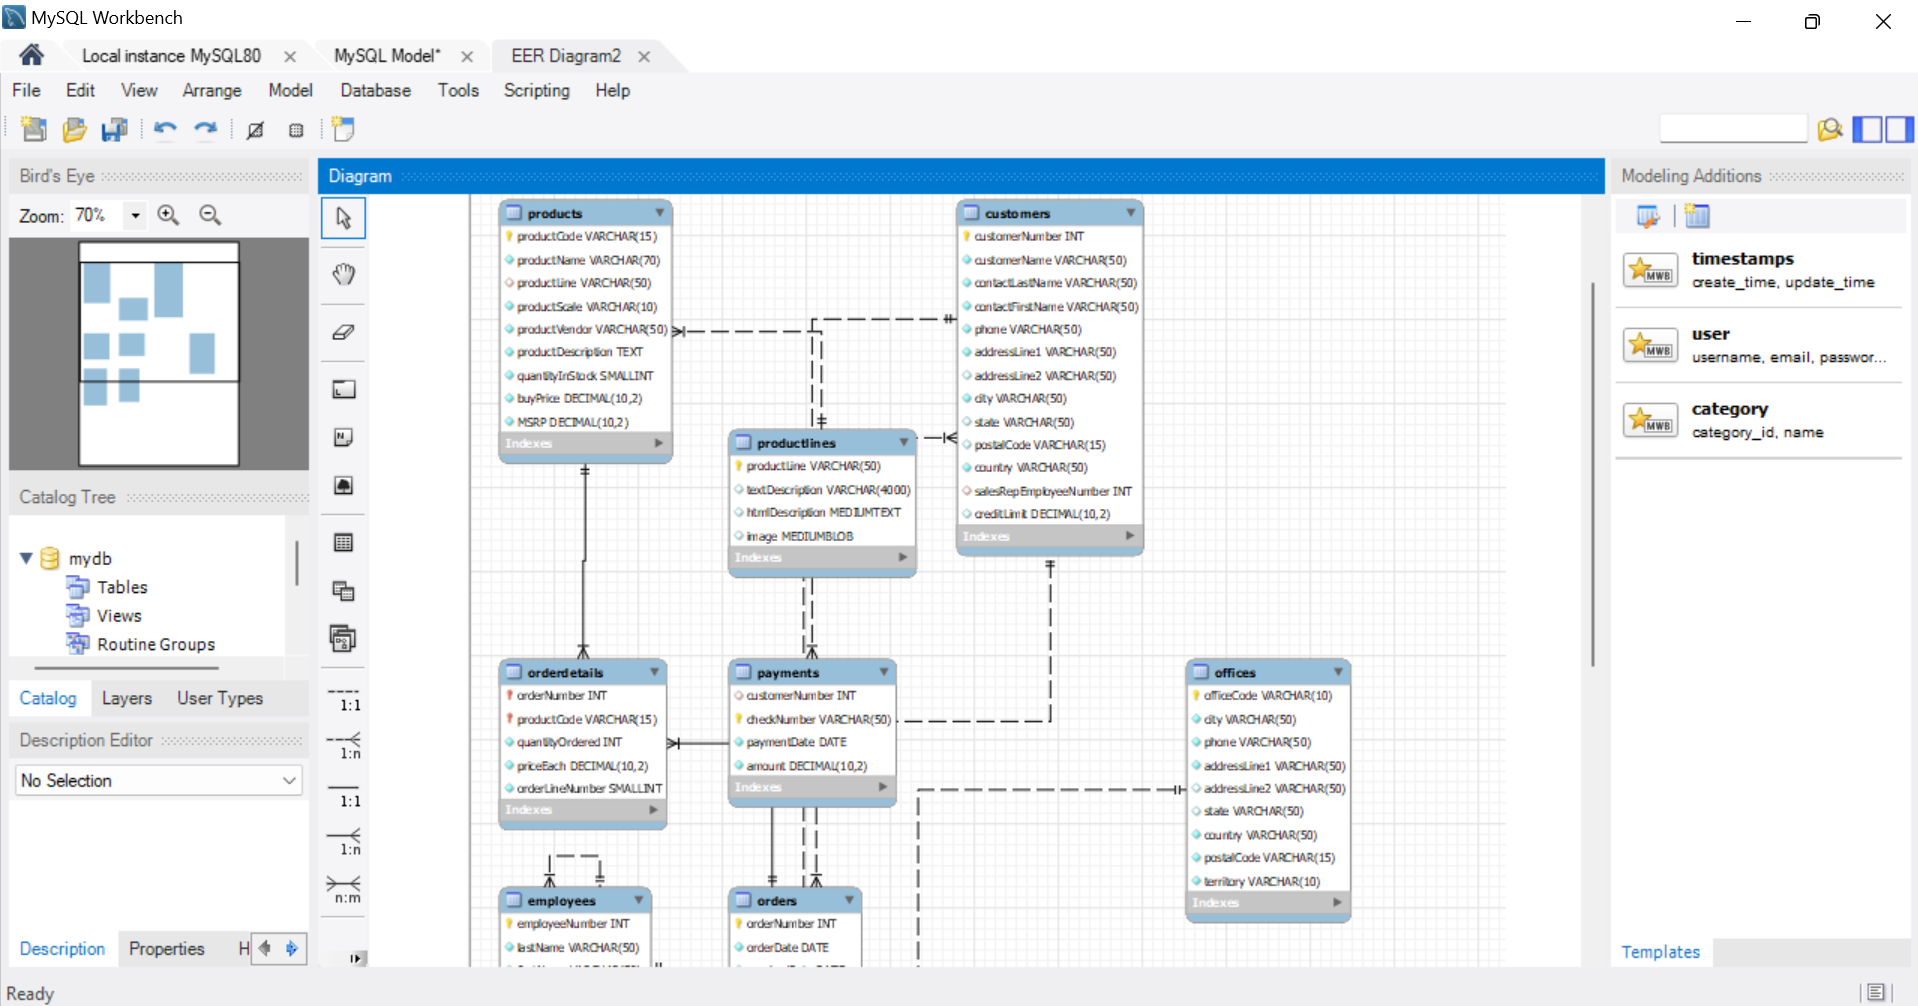 MySQL Workbench
Local instance MySQL80
MySQL Model*
EER Diagram2
File Edit View Arrange Model Database Tools Scripting Help
Bird's Eye
Zoom: 70%
Catalog Tree
mydb
Tables
Views
Routine Groups
Catalog Layers User Types
Description Editor
No Selection
Description Properties H
Ready
Diagram
N
1:1
1:n
1:1
1:n
n:m
products
productCode VARCHAR(15)
productName VARCHAR(70)
productLine VARCHAR(50)
productScale VARCHAR(10)
productVendor VARCHAR(50)
productDescription TEXT
quantityInStock SMALLINT
buyPrice DECIMAL(10,2)
MSRP DECIMAL(10,2)
Indexes
productlines
productLine VARCHAR(50)
textDescription VARCHAR(4000)
htmlDescription MEDIUMTEXT
image MEDIUMBLOB
Indexes
customers
customerNumber INT
customerName VARCHAR(50)
contactLastName VARCHAR(50)
contactFirstName VARCHAR(50)
phone VARCHAR(50)
addressLine1 VARCHAR(50)
addressLine2 VARCHAR(50)
city VARCHAR(50)
state VARCHAR(50)
postalCode VARCHAR(15)
country VARCHAR(50)
salesRepEmployeeNumber INT
creditLimit DECIMAL(10,2)
Indexes
orderdetails
orderNumber INT
productCode VARCHAR(15)
quantityOrdered INT
priceEach DECIMAL(10,2)
orderLineNumber SMALLINT
Indexes
payments
customerNumber INT
checkNumber VARCHAR(50)
paymentDate DATE
amount DECIMAL(10,2)
Indexes
offices
officeCode VARCHAR(10)
city VARCHAR(50)
phone VARCHAR(50)
addressLine1 VARCHAR(50)
addressLine2 VARCHAR(50)
state VARCHAR(50)
country VARCHAR(50)
postalCode VARCHAR(15)
territory VARCHAR(10)
Indexes
employees
employeeNumber INT
lastName VARCHAR(50)
orders
orderNumber INT
orderDate DATE
Modeling Additions
MWB
timestamps
create_time, update_time
MWB
user
username, email, passwor...
MWB
category
category_id, name
Templates